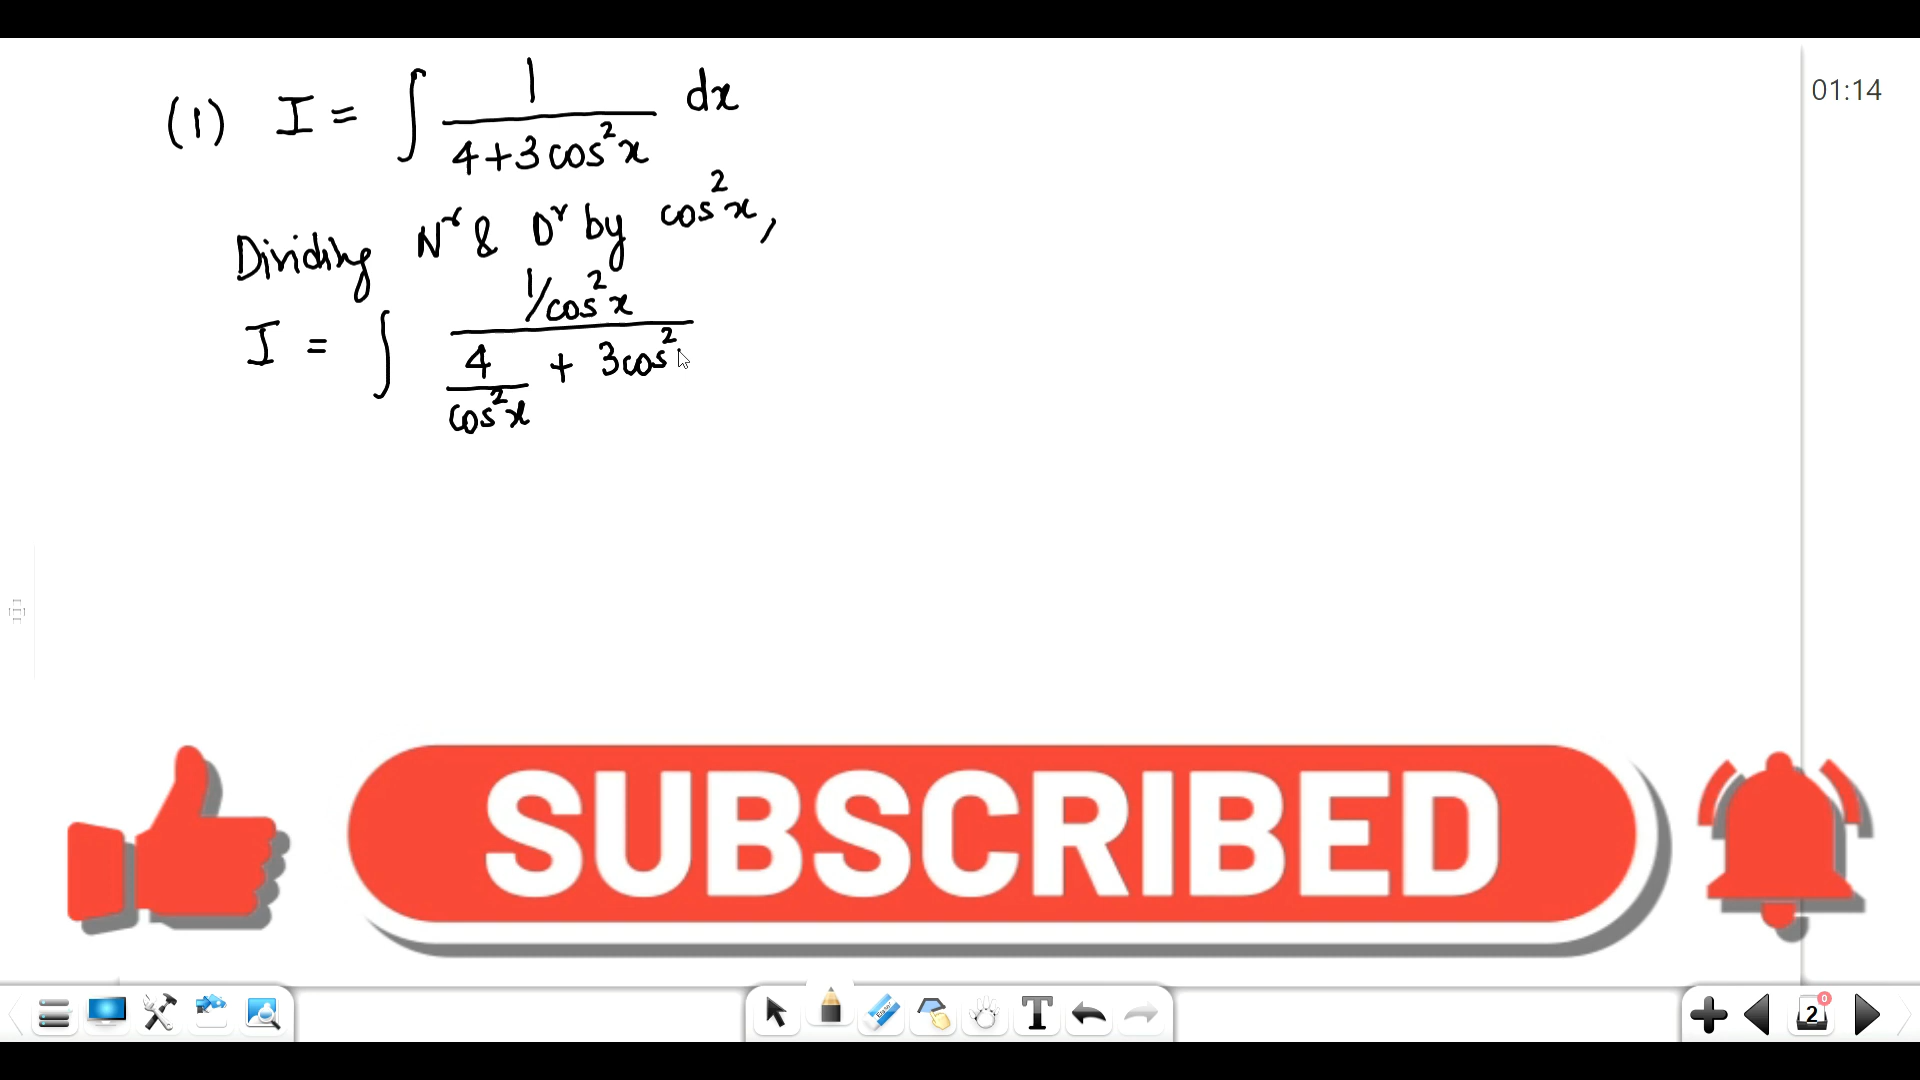 (1) I = ∫ 1/(4+3cos²x) dx
01:14
Dividing Nʳ & Dʳ by cos²x,
I = ∫ (1/cos²x)/(4/cos²x + 3cos²
SUBSCRIBED
T
2
0